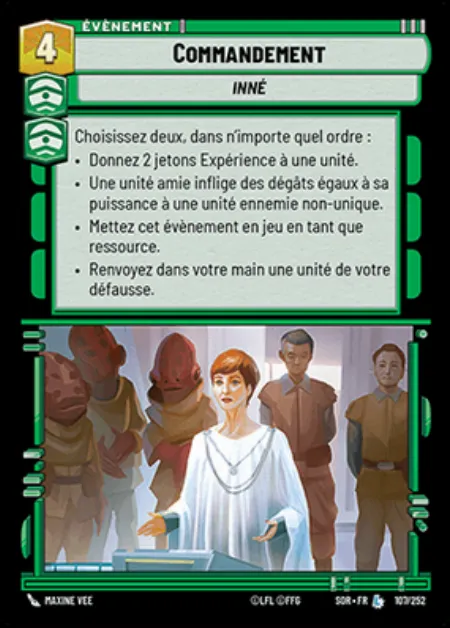 ÉVÈNEMENT
4
COMMANDEMENT
INNÉ
Choisissez deux, dans n'importe quel ordre :
• Donnez 2 jetons Expérience à une unité.
• Une unité amie inflige des dégâts égaux à sa
puissance à une unité ennemie non-unique.
• Mettez cet évènement en jeu en tant que
ressource.
• Renvoyez dans votre main une unité de votre
défausse.
MAXINE VEE
©LFL ©FFG
SOR • FR
107/252